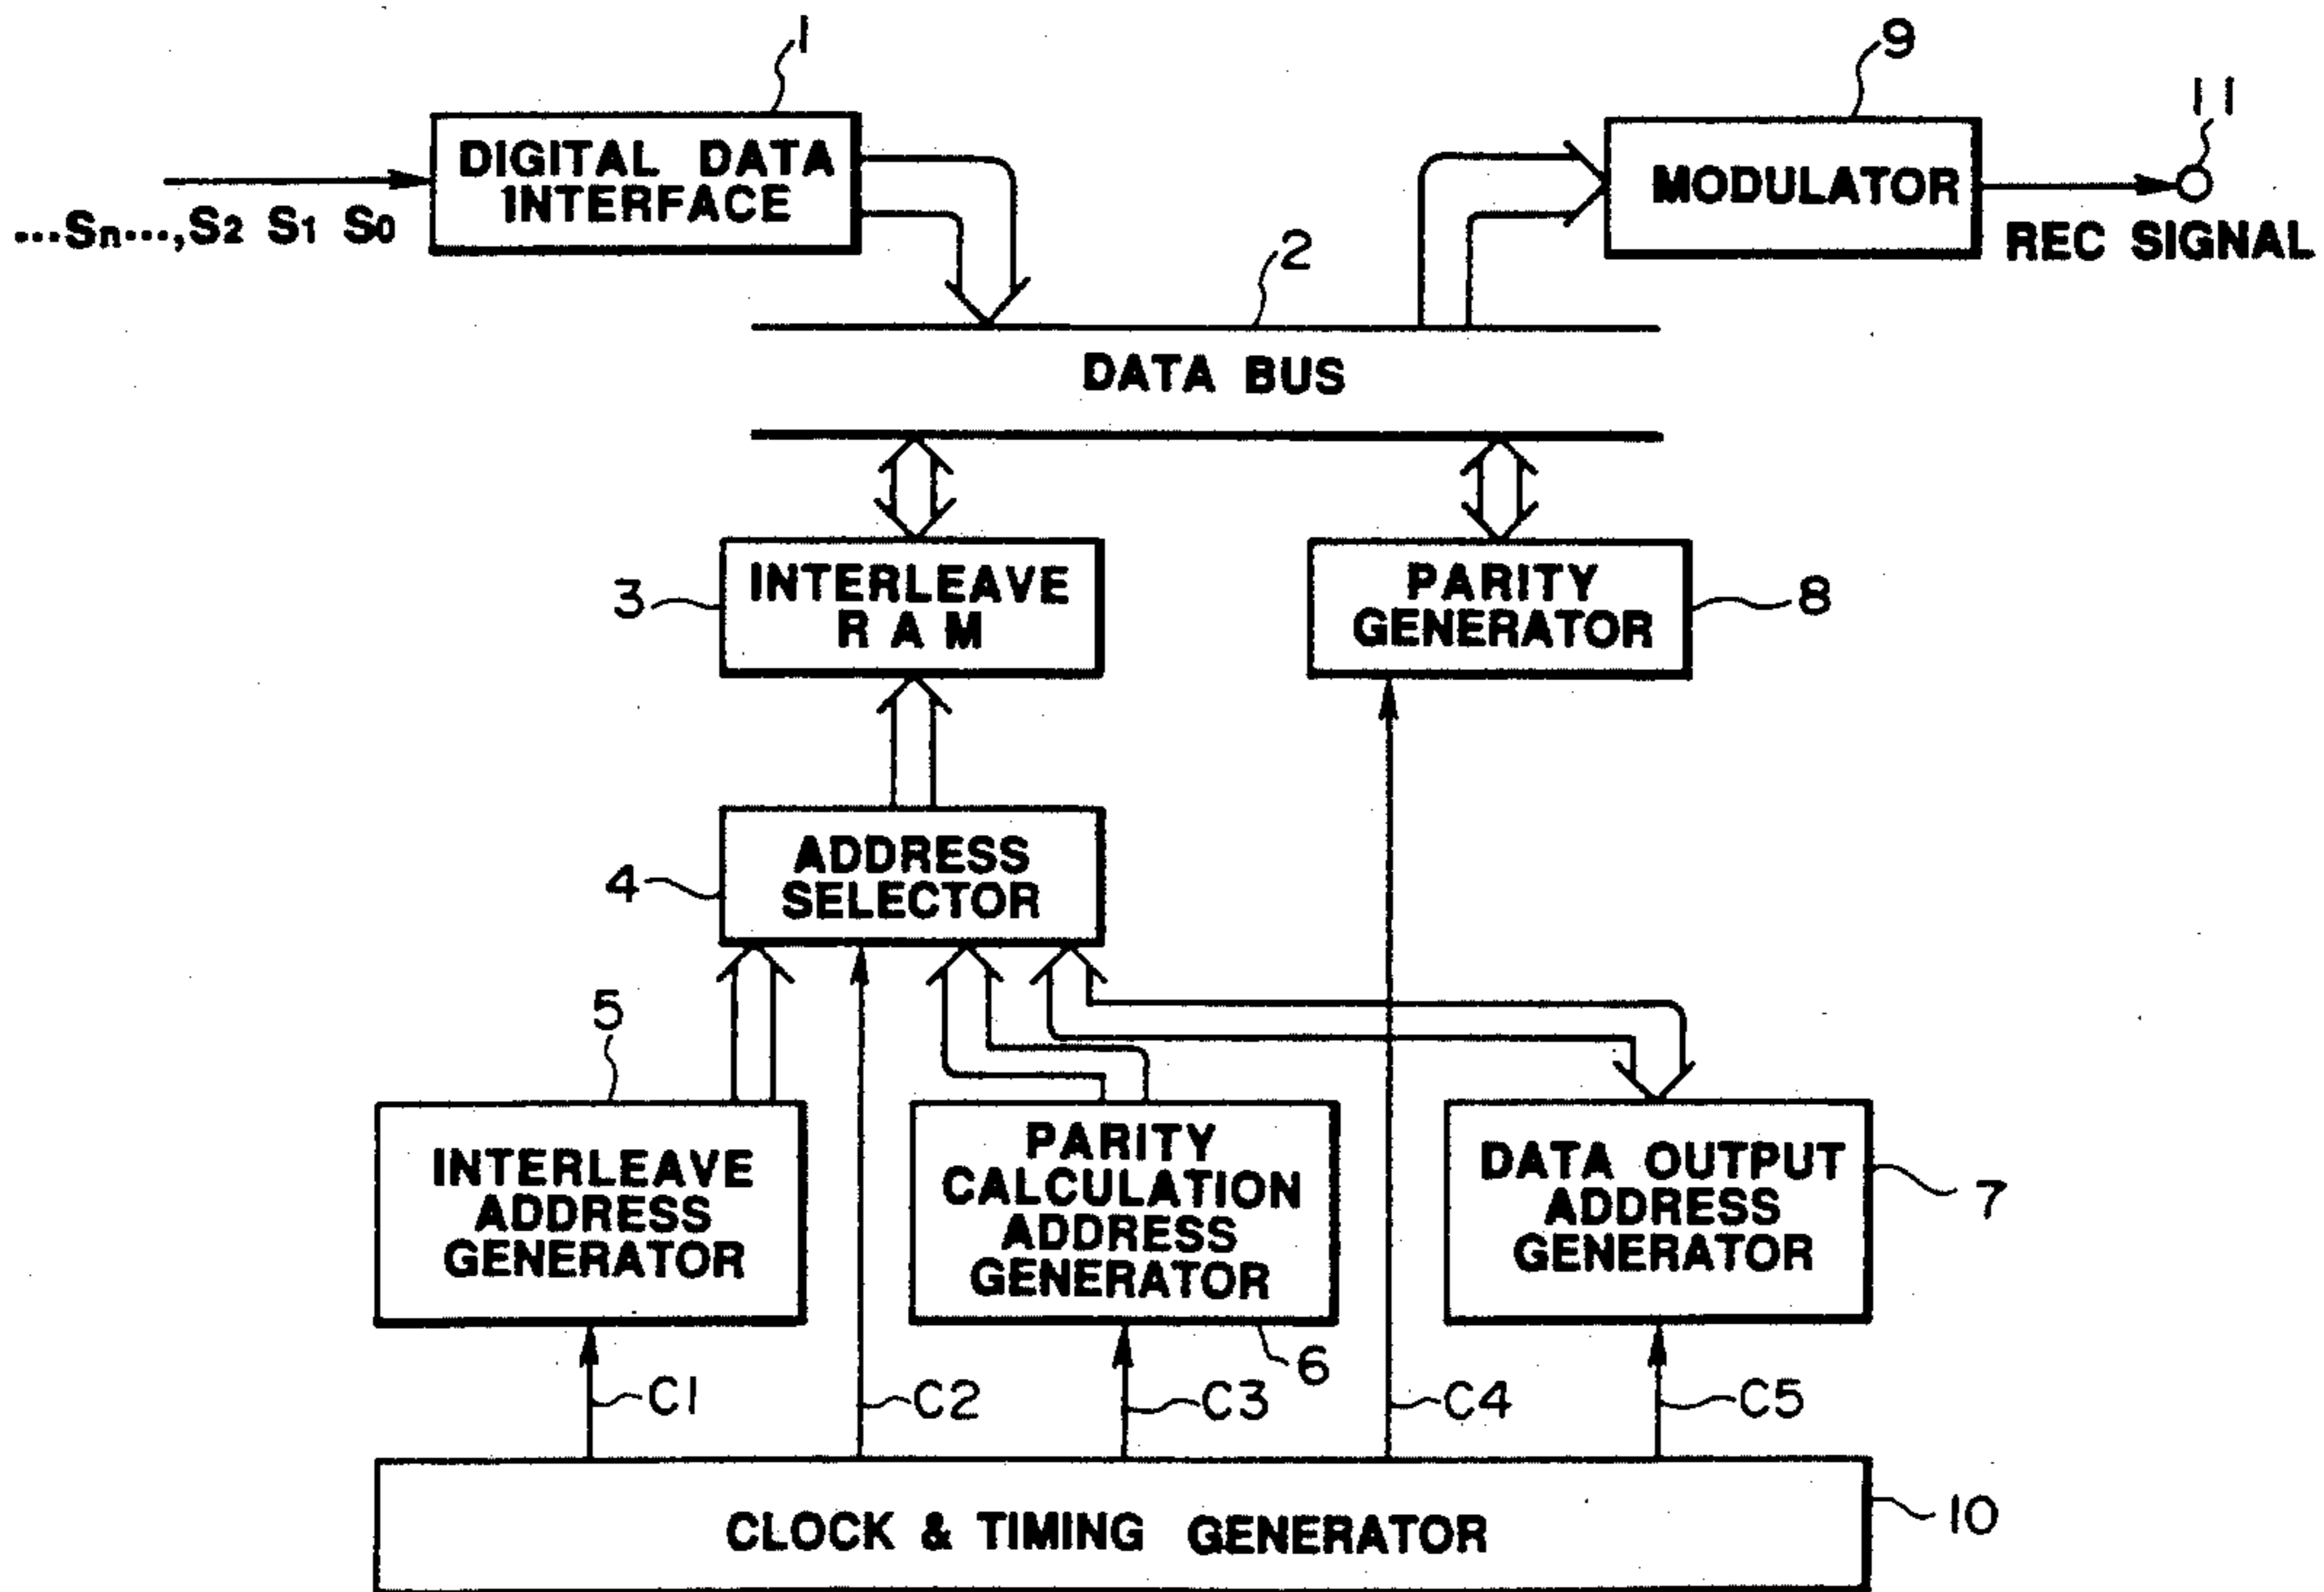 1
9
11
DIGITAL DATA
INTERFACE
MODULATOR
...Sn...,S2 S1 S0
REC SIGNAL
2
DATA BUS
3
INTERLEAVE
RAM
PARITY
GENERATOR
8
4
ADDRESS
SELECTOR
5
INTERLEAVE
ADDRESS
GENERATOR
PARITY
CALCULATION
ADDRESS
GENERATOR
DATA OUTPUT
ADDRESS
GENERATOR
7
6
C1
C2
C3
C4
C5
CLOCK & TIMING GENERATOR
10